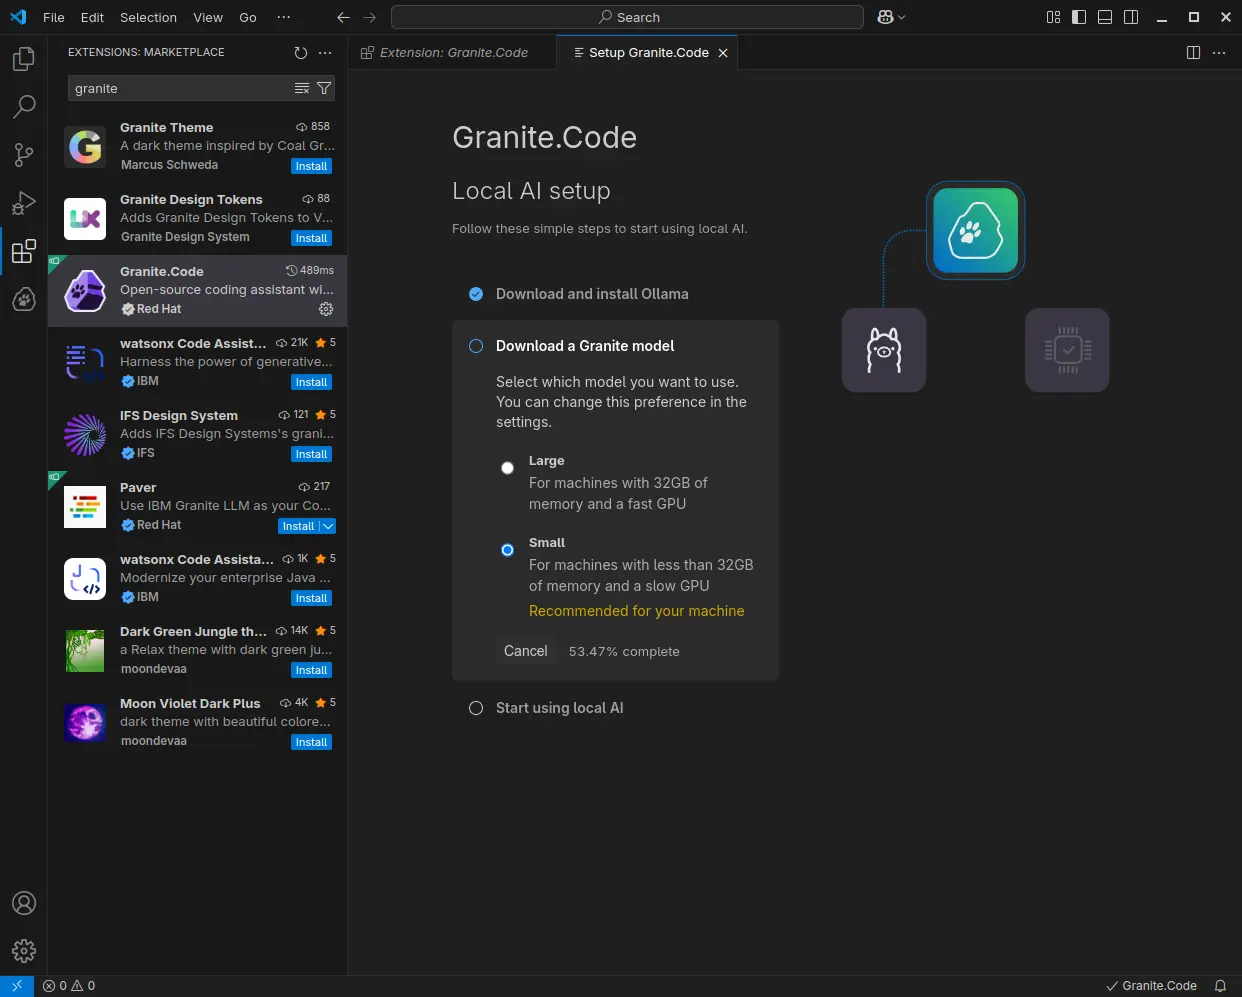 File Edit Selection View Go ···
Search
EXTENSIONS: MARKETPLACE
granite
Granite Theme 858
A dark theme inspired by Coal Gr...
Marcus Schweda Install
Granite Design Tokens 88
Adds Granite Design Tokens to V...
Granite Design System Install
Granite.Code 489ms
Open-source coding assistant wi...
Red Hat
watsonx Code Assist... 21K 5
Harness the power of generative...
IBM Install
IFS Design System 121 5
Adds IFS Design Systems's grani...
IFS Install
Paver 217
Use IBM Granite LLM as your Co...
Red Hat Install
watsonx Code Assista... 1K 5
Modernize your enterprise Java ...
IBM Install
Dark Green Jungle th... 14K 5
a Relax theme with dark green ju...
moondevaa Install
Moon Violet Dark Plus 4K 5
dark theme with beautiful colore...
moondevaa Install
Extension: Granite.Code
Setup Granite.Code
Granite.Code
Local AI setup
Follow these simple steps to start using local AI.
Download and install Ollama
Download a Granite model
Select which model you want to use.
You can change this preference in the
settings.
Large
For machines with 32GB of
memory and a fast GPU
Small
For machines with less than 32GB
of memory and a slow GPU
Recommended for your machine
Cancel 53.47% complete
Start using local AI
0 0
Granite.Code